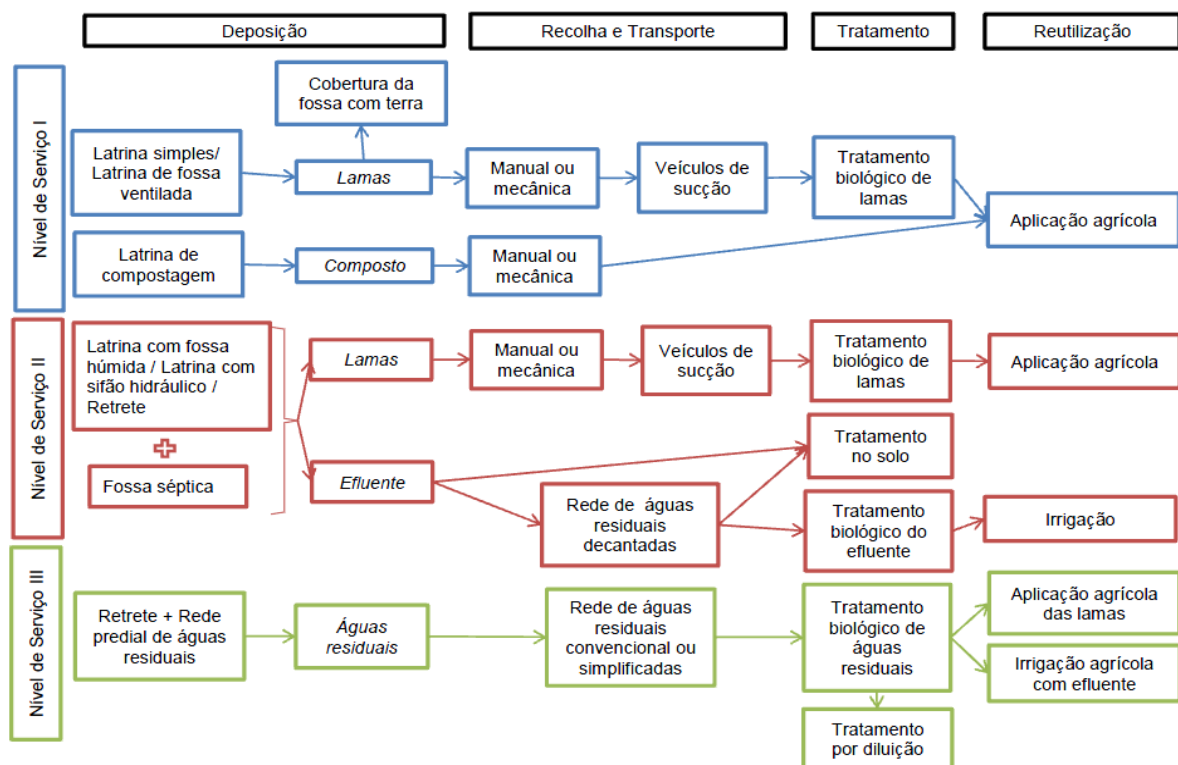 Deposição
Recolha e Transporte
Tratamento
Reutilização
Nível de Serviço I
Cobertura da
fossa com terra
Latrina simples/
Latrina de fossa
ventilada
Lamas
Manual ou
mecânica
Veículos de
sucção
Tratamento
biológico de
lamas
Aplicação agrícola
Latrina de
compostagem
Composto
Manual ou
mecânica
Nível de Serviço II
Latrina com fossa
húmida / Latrina com
sifão hidráulico /
Retrete
Fossa séptica
Lamas
Manual ou
mecânica
Veículos de
sucção
Tratamento
biológico de
lamas
Aplicação agrícola
Efluente
Tratamento
no solo
Rede de águas
residuais
decantadas
Tratamento
biológico do
efluente
Irrigação
Nível de Serviço III
Retrete + Rede
predial de águas
residuais
Águas
residuais
Rede de águas
residuais
convencional ou
simplificadas
Tratamento
biológico de
águas
residuais
Aplicação agrícola
das lamas
Irrigação agrícola
com efluente
Tratamento
por diluição